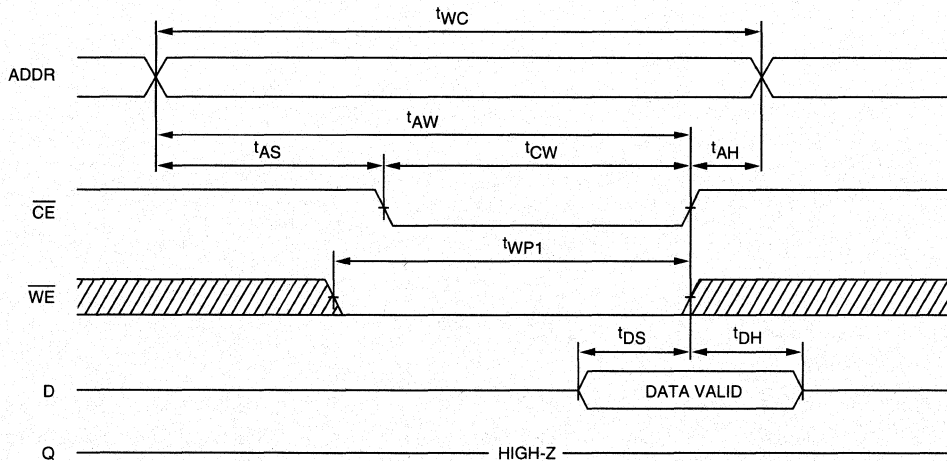 tWC
ADDR
tAW
tAS
tCW
tAH
CE
tWP1
WE
tDS
tDH
D
DATA VALID
Q
HIGH-Z